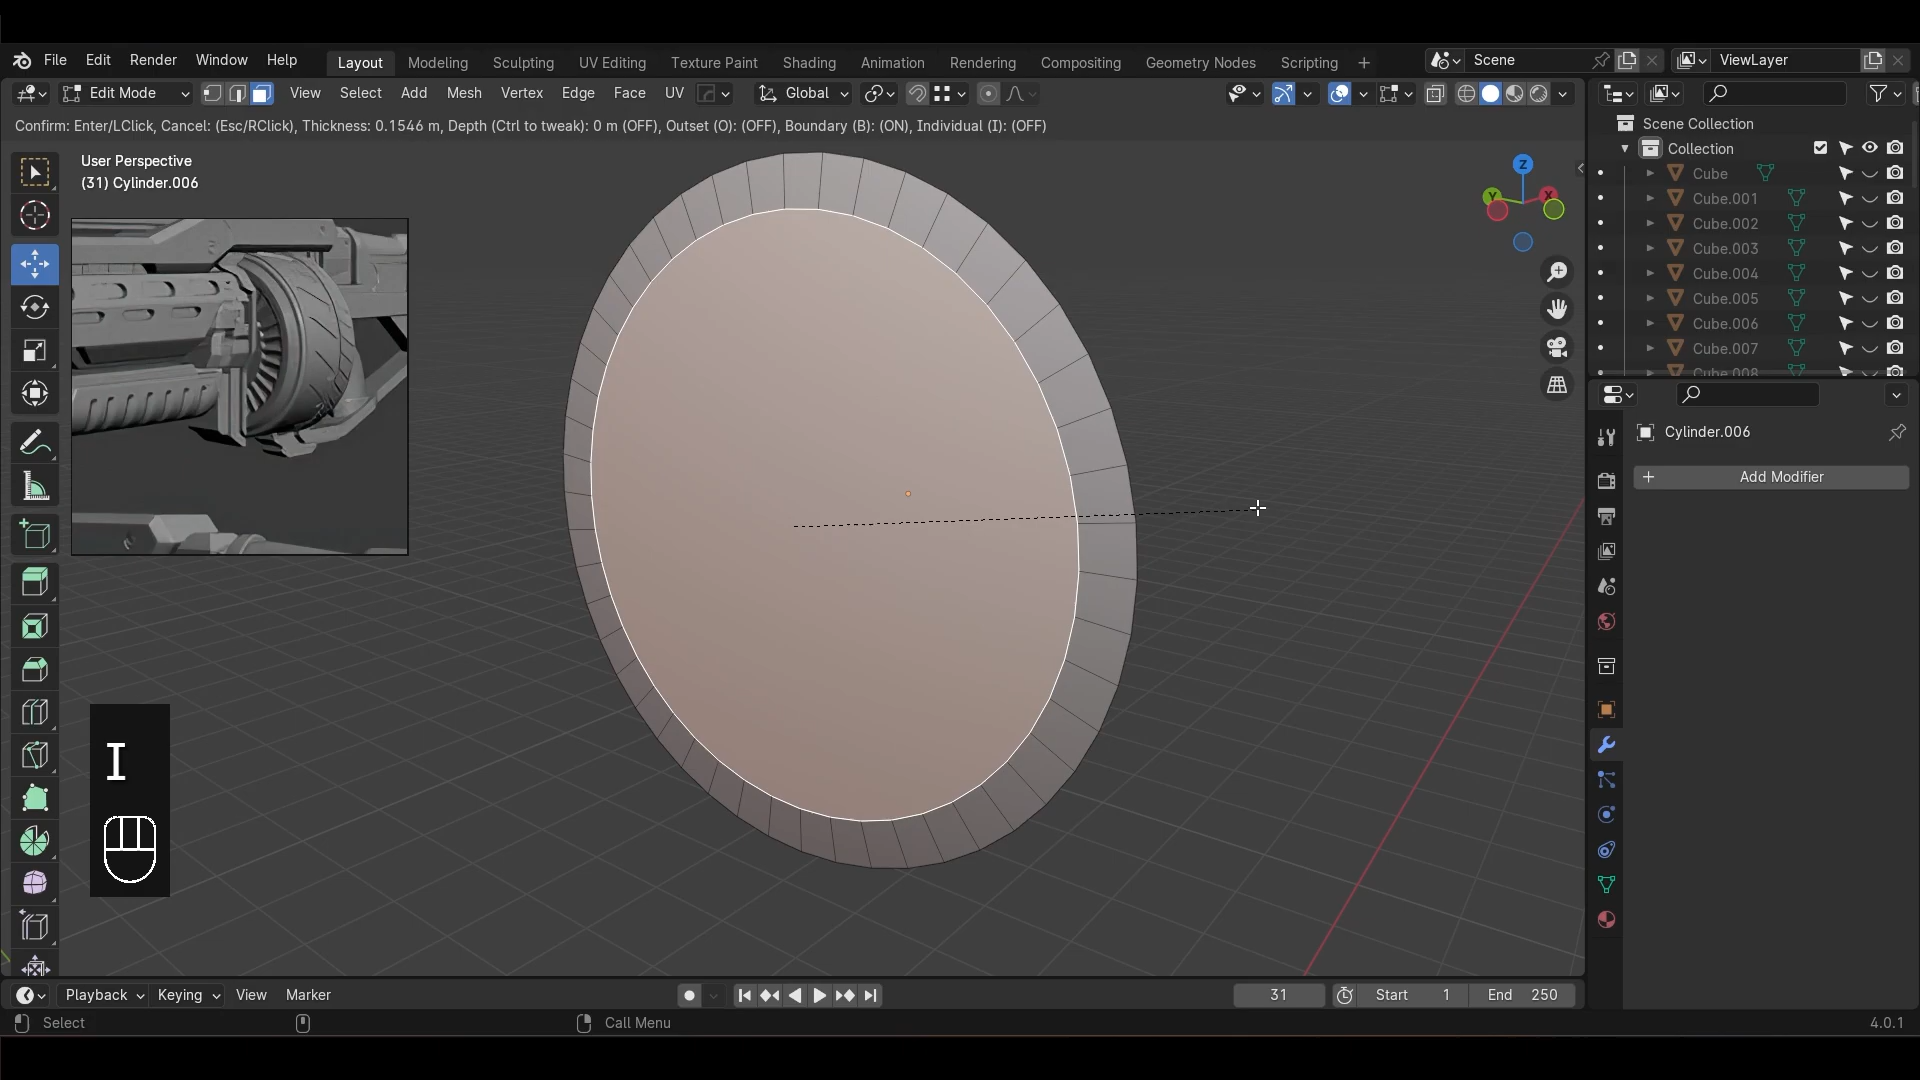 File Edit Render Window Help Layout Modeling Sculpting UV Editing Texture Paint Shading Animation Rendering Compositing Geometry Nodes Scripting + Scene ViewLayer
Edit Mode View Select Add Mesh Vertex Edge Face UV Global
Confirm: Enter/LClick, Cancel: (Esc/RClick), Thickness: 0.1546 m, Depth (Ctrl to tweak): 0 m (OFF), Outset (O): (OFF), Boundary (B): (ON), Individual (I): (OFF)
User Perspective
(31) Cylinder.006
Z
Y
X
Scene Collection
Collection
Cube
Cube.001
Cube.002
Cube.003
Cube.004
Cube.005
Cube.006
Cube.007
Cube.008
Cylinder.006
+ Add Modifier
I
Playback Keying View Marker 31 Start 1 End 250
Select Call Menu 4.0.1